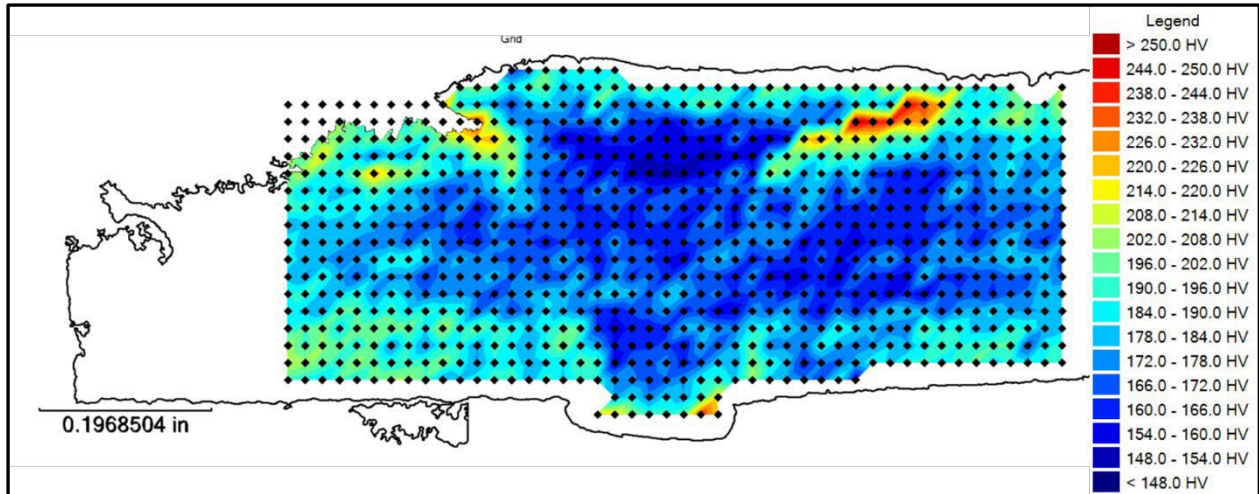 Grid
Legend
> 250.0 HV
244.0 - 250.0 HV
238.0 - 244.0 HV
232.0 - 238.0 HV
226.0 - 232.0 HV
220.0 - 226.0 HV
214.0 - 220.0 HV
208.0 - 214.0 HV
202.0 - 208.0 HV
196.0 - 202.0 HV
190.0 - 196.0 HV
184.0 - 190.0 HV
178.0 - 184.0 HV
172.0 - 178.0 HV
166.0 - 172.0 HV
160.0 - 166.0 HV
154.0 - 160.0 HV
148.0 - 154.0 HV
< 148.0 HV
0.1968504 in